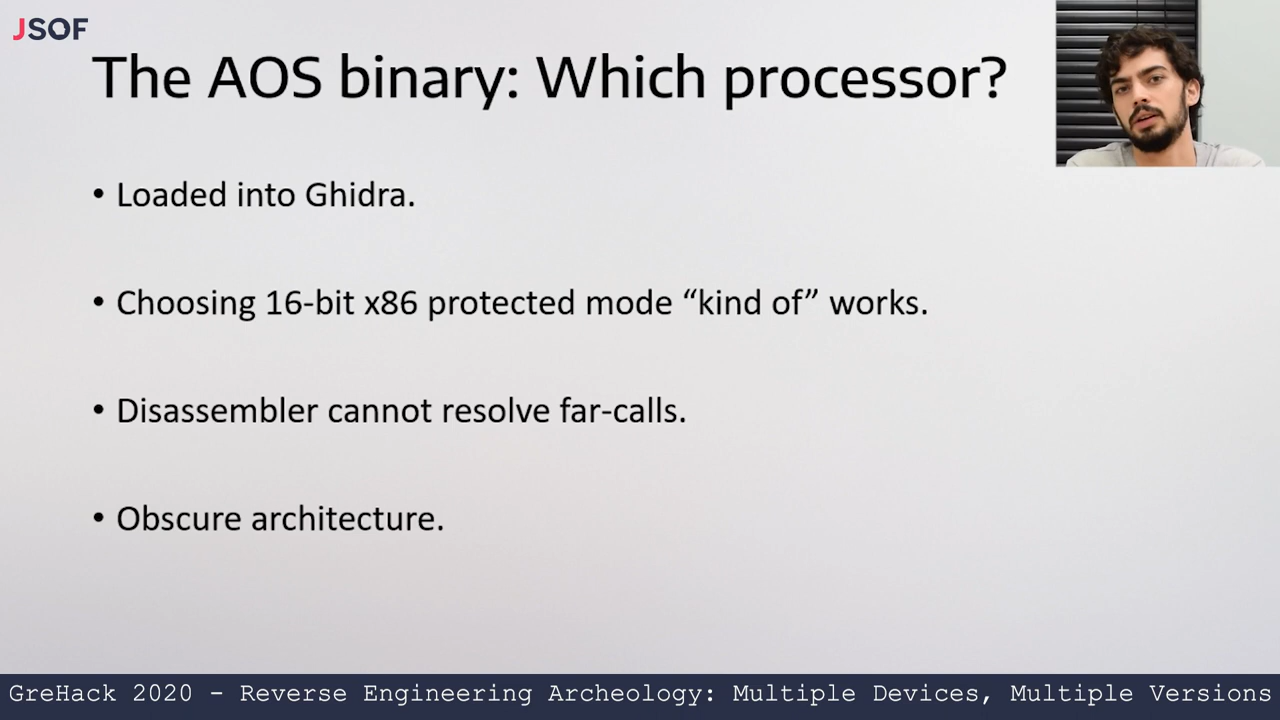 JSOF
The AOS binary: Which processor?
• Loaded into Ghidra.
• Choosing 16-bit x86 protected mode “kind of” works.
• Disassembler cannot resolve far-calls.
• Obscure architecture.
GreHack 2020 - Reverse Engineering Archeology: Multiple Devices, Multiple Versions